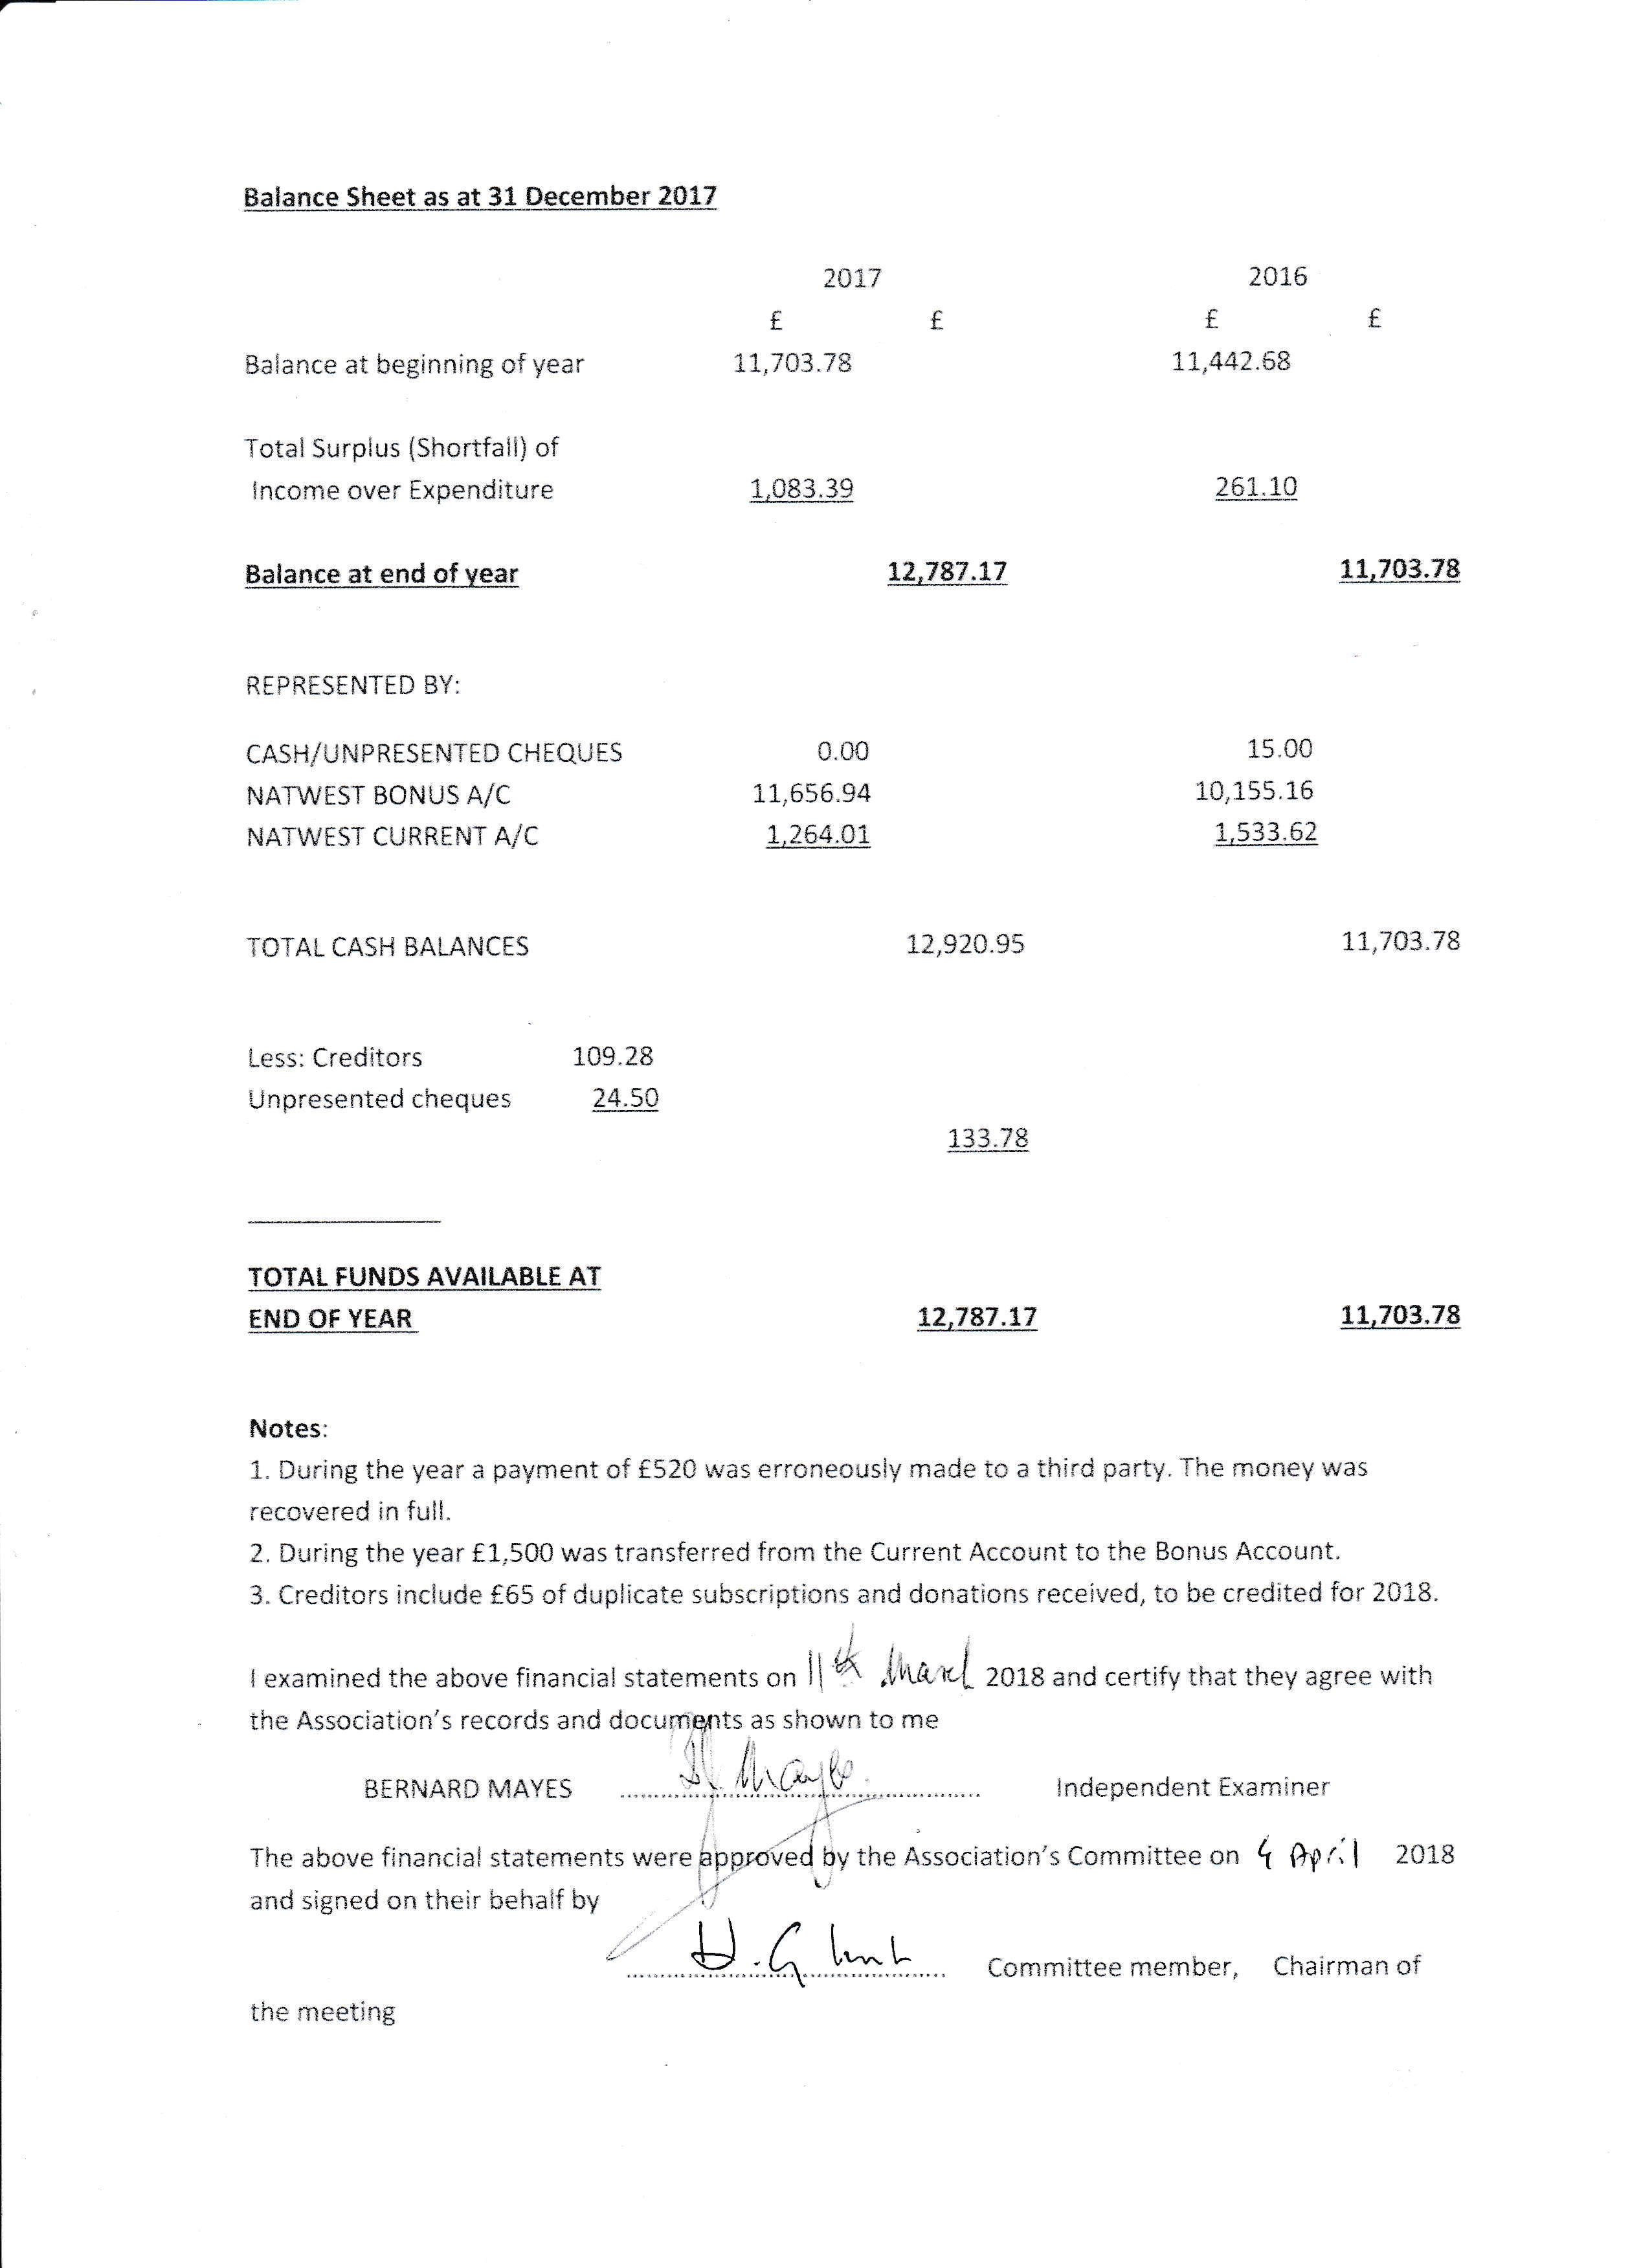 Balance Sheet as at 31 December 2017
2017 2016
£ £ £ £
Balance at beginning of year 11,703.78 11,442.68
Total Surplus (Shortfall) of
Income over Expenditure 1,083.39 261.10
Balance at end of year 12,787.17 11,703.78
REPRESENTED BY:
CASH/UNPRESENTED CHEQUES 0.00 15.00
NATWEST BONUS A/C 11,656.94 10,155.16
NATWEST CURRENT A/C 1,264.01 1,533.62
TOTAL CASH BALANCES 12,920.95 11,703.78
Less: Creditors 109.28
Unpresented cheques 24.50
133.78
TOTAL FUNDS AVAILABLE AT
END OF YEAR 12,787.17 11,703.78
Notes:
1. During the year a payment of £520 was erroneously made to a third party. The money was
recovered in full.
2. During the year £1,500 was transferred from the Current Account to the Bonus Account.
3. Creditors include £65 of duplicate subscriptions and donations received, to be credited for 2018.
I examined the above financial statements on 11th March 2018 and certify that they agree with
the Association's records and documents as shown to me
BERNARD MAYES Mayes Independent Examiner
The above financial statements were approved by the Association's Committee on 4 April 2018
and signed on their behalf by
H. G Committee member, Chairman of
the meeting